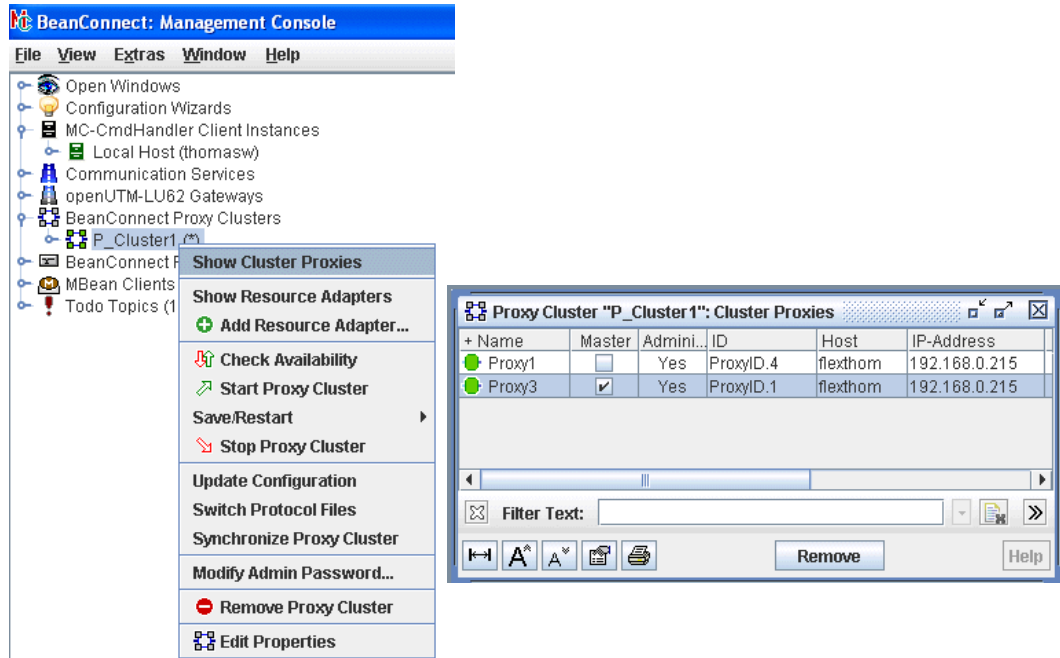 BeanConnect: Management Console
File View Extras Window Help
Open Windows
Configuration Wizards
MC-CmdHandler Client Instances
Local Host (thomasw)
Communication Services
openUTM-LU62 Gateways
BeanConnect Proxy Clusters
P_Cluster1 (*)
BeanConnect
MBean Clients
Todo Topics (1
Show Cluster Proxies
Show Resource Adapters
Add Resource Adapter...
Check Availability
Start Proxy Cluster
Save/Restart
Stop Proxy Cluster
Update Configuration
Switch Protocol Files
Synchronize Proxy Cluster
Modify Admin Password...
Remove Proxy Cluster
Edit Properties
Proxy Cluster "P_Cluster1": Cluster Proxies
+ Name Master Admini... ID Host IP-Address
Proxy1 Yes ProxyID.4 flexthom 192.168.0.215
Proxy3 Yes ProxyID.1 flexthom 192.168.0.215
Filter Text:
A A Remove Help